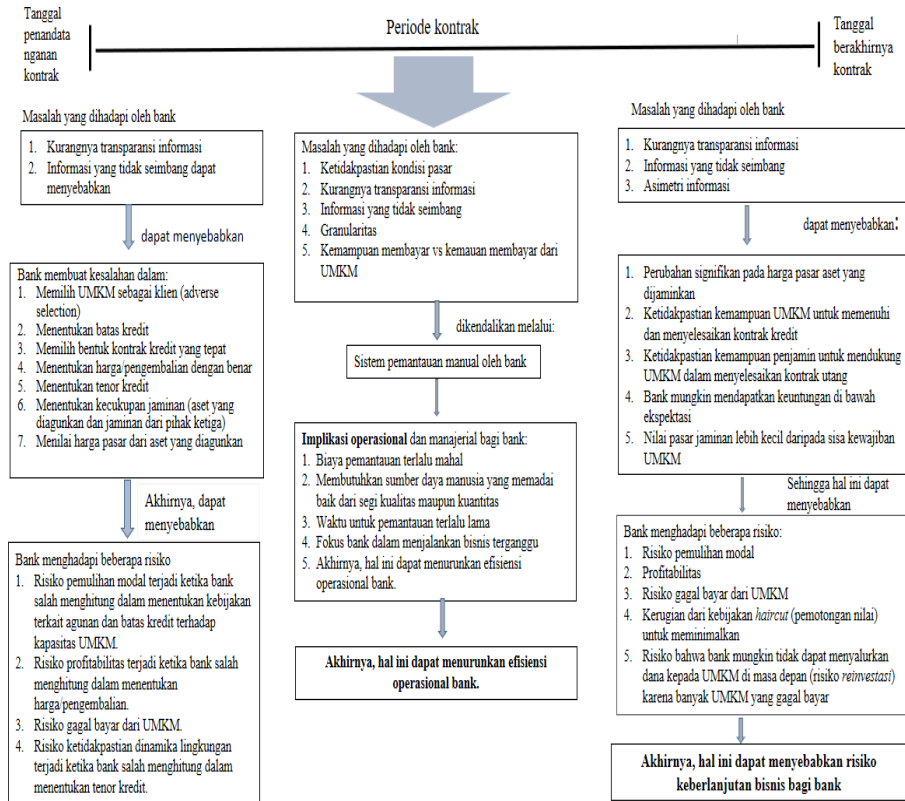 Tanggal
penandata
nganan
kontrak
Periode kontrak
Tanggal
berakhirnya
kontrak
Masalah yang dihadapi oleh bank
1. Kurangnya transparansi informasi
2. Informasi yang tidak seimbang dapat
menyebabkan
dapat menyebabkan
Bank membuat kesalahan dalam:
1. Memilih UMKM sebagai klien (adverse
selection)
2. Menentukan batas kredit
3. Memilih bentuk kontrak kredit yang tepat
4. Menentukan harga/pengembalian dengan benar
5. Menentukan tenor kredit
6. Menentukan kecukupan jaminan (aset yang
diagunkan dan jaminan dari pihak ketiga)
7. Menilai harga pasar dari aset yang diagunkan
Akhirnya, dapat
menyebabkan
Bank menghadapi beberapa risiko
1. Risiko pemulihan modal terjadi ketika bank
salah menghitung dalam menentukan kebijakan
terkait agunan dan batas kredit terhadap
kapasitas UMKM.
2. Risiko profitabilitas terjadi ketika bank salah
menghitung dalam menentukan
harga/pengembalian.
3. Risiko gagal bayar dari UMKM.
4. Risiko ketidakpastian dinamika lingkungan
terjadi ketika bank salah menghitung dalam
menentukan tenor kredit.
Masalah yang dihadapi oleh bank:
1. Ketidakpastian kondisi pasar
2. Kurangnya transparansi informasi
3. Informasi yang tidak seimbang
4. Granularitas
5. Kemampuan membayar vs kemauan membayar dari
UMKM
dikendalikan melalui:
Sistem pemantauan manual oleh bank
Implikasi operasional dan manajerial bagi bank:
1. Biaya pemantauan terlalu mahal
2. Membutuhkan sumber daya manusia yang memadai
baik dari segi kualitas maupun kuantitas
3. Waktu untuk pemantauan terlalu lama
4. Fokus bank dalam menjalankan bisnis terganggu
5. Akhirnya, hal ini dapat menurunkan efisiensi
operasional bank.
Akhirnya, hal ini dapat menurunkan efisiensi
operasional bank.
Masalah yang dihadapi oleh bank
1. Kurangnya transparansi informasi
2. Informasi yang tidak seimbang
3. Asimetri informasi
dapat menyebabkan:
1. Perubahan signifikan pada harga pasar aset yang
dijaminkan
2. Ketidakpastian kemampuan UMKM untuk memenuhi
dan menyelesaikan kontrak kredit
3. Ketidakpastian kemampuan penjamin untuk mendukung
UMKM dalam menyelesaikan kontrak utang
4. Bank mungkin mendapatkan keuntungan di bawah
ekspektasi
5. Nilai pasar jaminan lebih kecil daripada sisa kewajiban
UMKM
Sehingga hal ini dapat
menyebabkan
Bank menghadapi beberapa risiko:
1. Risiko pemulihan modal
2. Profitabilitas
3. Risiko gagal bayar dari UMKM
4. Kerugian dari kebijakan haircut (pemotongan nilai)
untuk meminimalkan
5. Risiko bahwa bank mungkin tidak dapat menyalurkan
dana kepada UMKM di masa depan (risiko reinvestasi)
karena banyak UMKM yang gagal bayar
Akhirnya, hal ini dapat menyebabkan risiko
keberlanjutan bisnis bagi bank